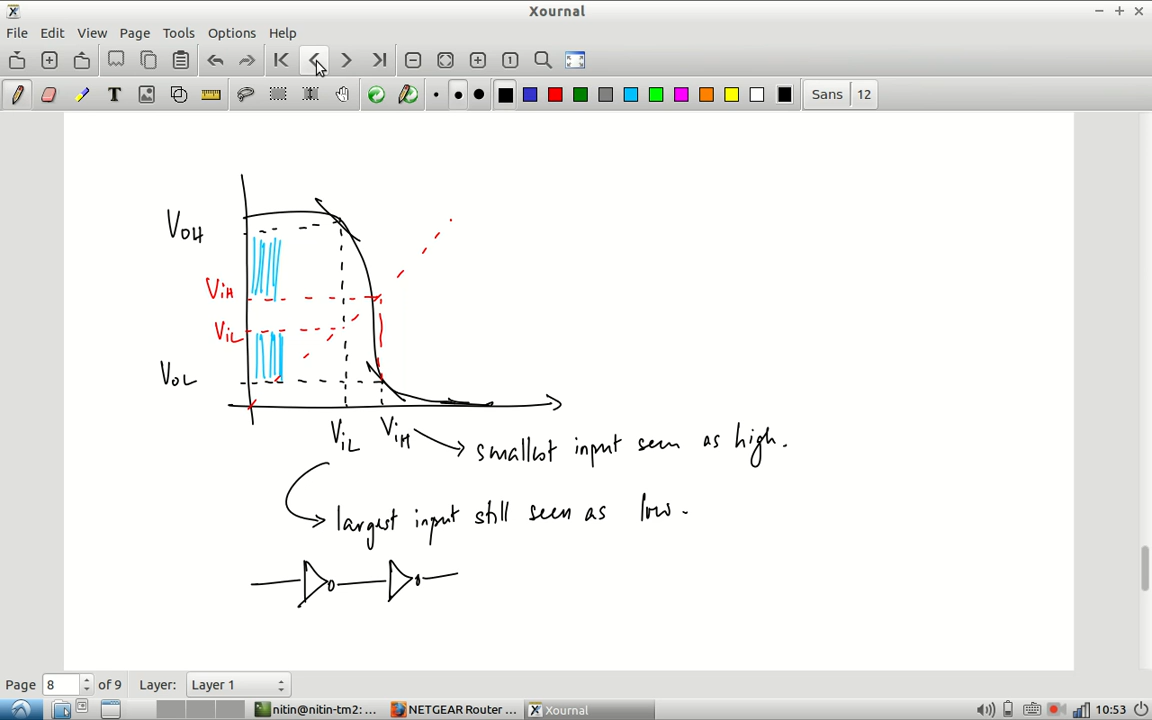 Xournal
File Edit View Page Tools Options Help
Sans 12
VOH
ViH
ViL
VOL
ViL ViH
smallest input seen as high.
largest input still seen as low.
Page 8 of 9 Layer: Layer 1
nitin@nitin-tm2: ... NETGEAR Router ... Xournal 10:53